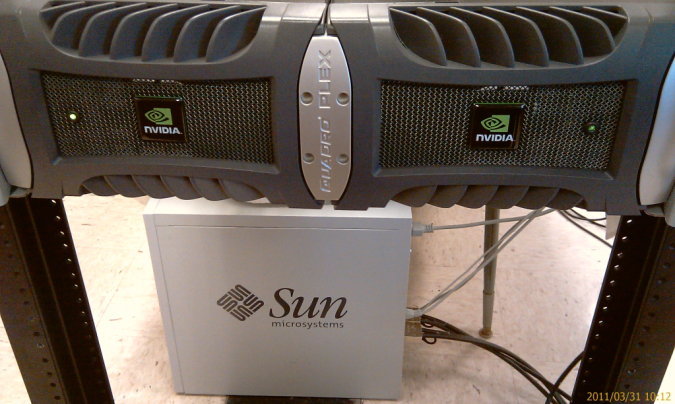 NVIDIA
QUADRO PLEX
NVIDIA
Sun
microsystems
2011/03/31 10:12